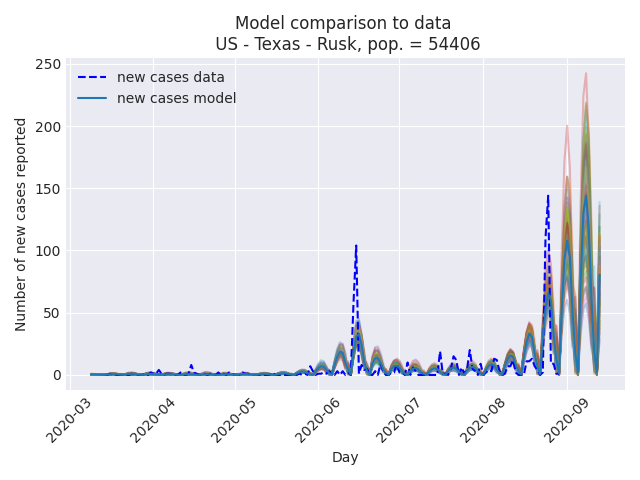 Model comparison to data
US - Texas - Rusk, pop. = 54406
new cases data
new cases model
250
200
150
100
50
0
Number of new cases reported
2020-03
2020-04
2020-05
2020-06
2020-07
2020-08
2020-09
Day